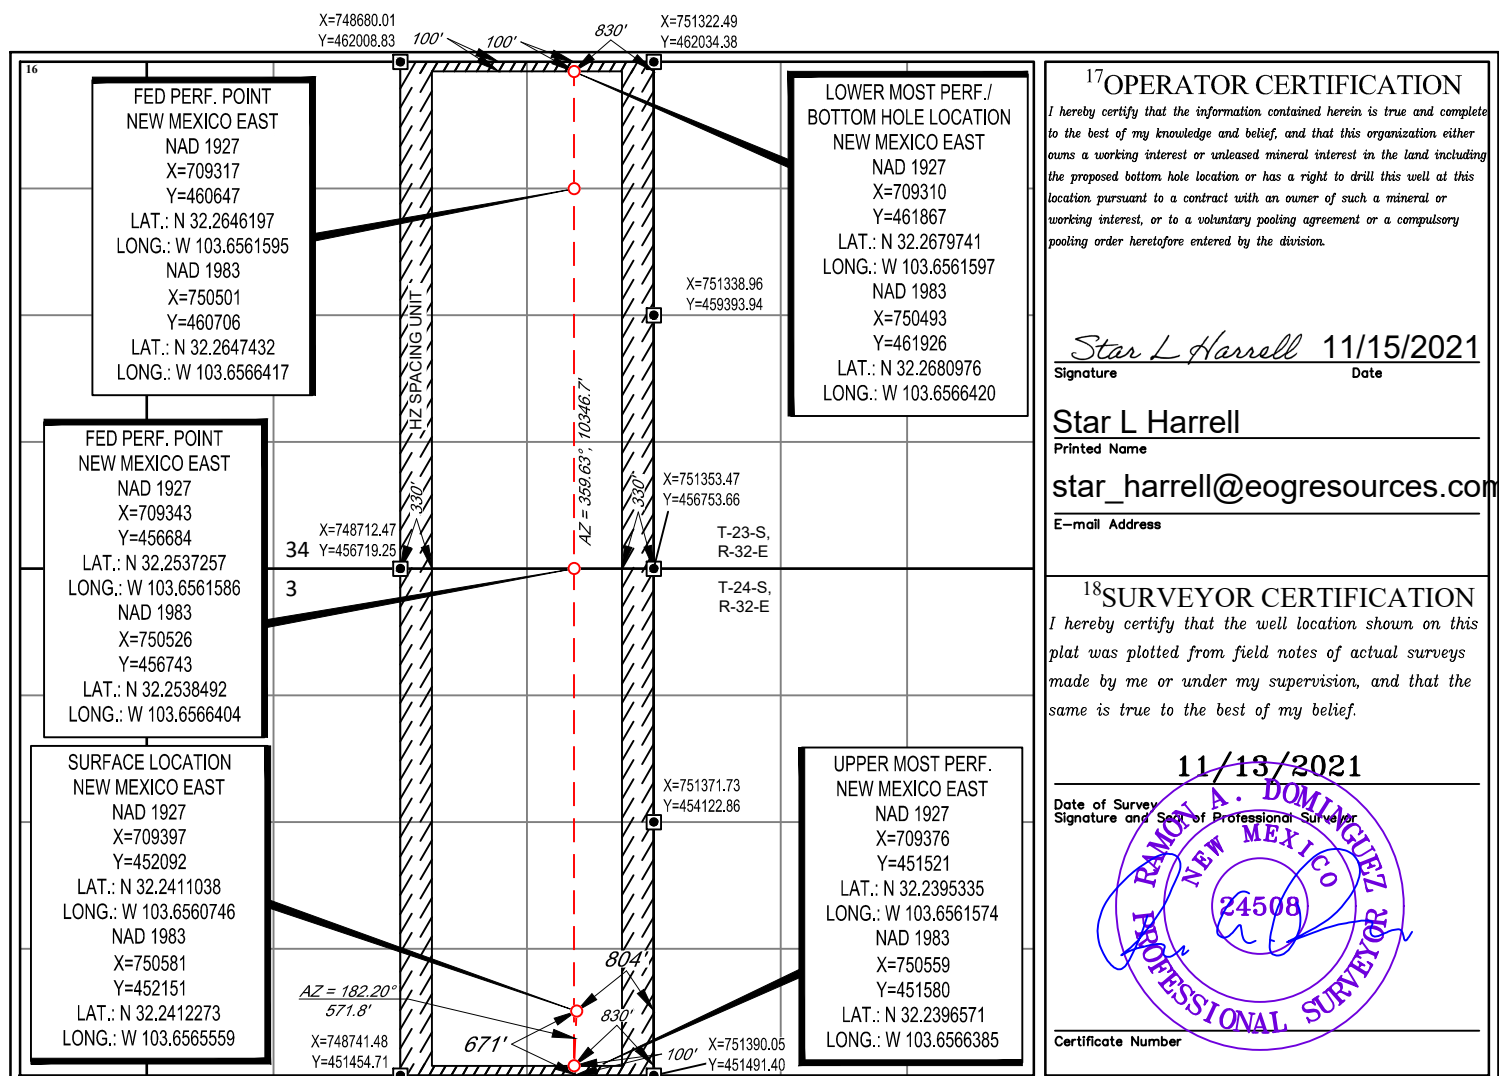 X=748680.01
Y=462008.83
100'
100'
830'
X=751322.49
Y=462034.38
16
FED PERF. POINT
NEW MEXICO EAST
NAD 1927
X=709317
Y=460647
LAT.: N 32.2646197
LONG.: W 103.6561595
NAD 1983
X=750501
Y=460706
LAT.: N 32.2647432
LONG.: W 103.6566417
LOWER MOST PERF./
BOTTOM HOLE LOCATION
NEW MEXICO EAST
NAD 1927
X=709310
Y=461867
LAT.: N 32.2679741
LONG.: W 103.6561597
NAD 1983
X=750493
Y=461926
LAT.: N 32.2680976
LONG.: W 103.6566420
X=751338.96
Y=459393.94
HZ SPACING UNIT
AZ = 359.63°, 10346.7'
FED PERF. POINT
NEW MEXICO EAST
NAD 1927
X=709343
Y=456684
LAT.: N 32.2537257
LONG.: W 103.6561586
NAD 1983
X=750526
Y=456743
LAT.: N 32.2538492
LONG.: W 103.6566404
330'
330'
X=751353.47
Y=456753.66
X=748712.47
Y=456719.25
34
3
T-23-S,
R-32-E
T-24-S,
R-32-E
SURFACE LOCATION
NEW MEXICO EAST
NAD 1927
X=709397
Y=452092
LAT.: N 32.2411038
LONG.: W 103.6560746
NAD 1983
X=750581
Y=452151
LAT.: N 32.2412273
LONG.: W 103.6565559
X=751371.73
Y=454122.86
UPPER MOST PERF.
NEW MEXICO EAST
NAD 1927
X=709376
Y=451521
LAT.: N 32.2395335
LONG.: W 103.6561574
NAD 1983
X=750559
Y=451580
LAT.: N 32.2396571
LONG.: W 103.6566385
804'
AZ = 182.20°
571.8'
830'
671'
100'
X=748741.48
Y=451454.71
X=751390.05
Y=451491.40
17 OPERATOR CERTIFICATION
I hereby certify that the information contained herein is true and complete
to the best of my knowledge and belief, and that this organization either
owns a working interest or unleased mineral interest in the land including
the proposed bottom hole location or has a right to drill this well at this
location pursuant to a contract with an owner of such a mineral or
working interest, or to a voluntary pooling agreement or a compulsory
pooling order heretofore entered by the division.
Star L Harrell 11/15/2021
Signature Date
Star L Harrell
Printed Name
star_harrell@eogresources.com
E-mail Address
18 SURVEYOR CERTIFICATION
I hereby certify that the well location shown on this
plat was plotted from field notes of actual surveys
made by me or under my supervision, and that the
same is true to the best of my belief.
11/13/2021
Date of Survey
Signature and Seal of Professional Surveyor
RAMON A. DOMINGUEZ
NEW MEXICO
24508
PROFESSIONAL SURVEYOR
Certificate Number